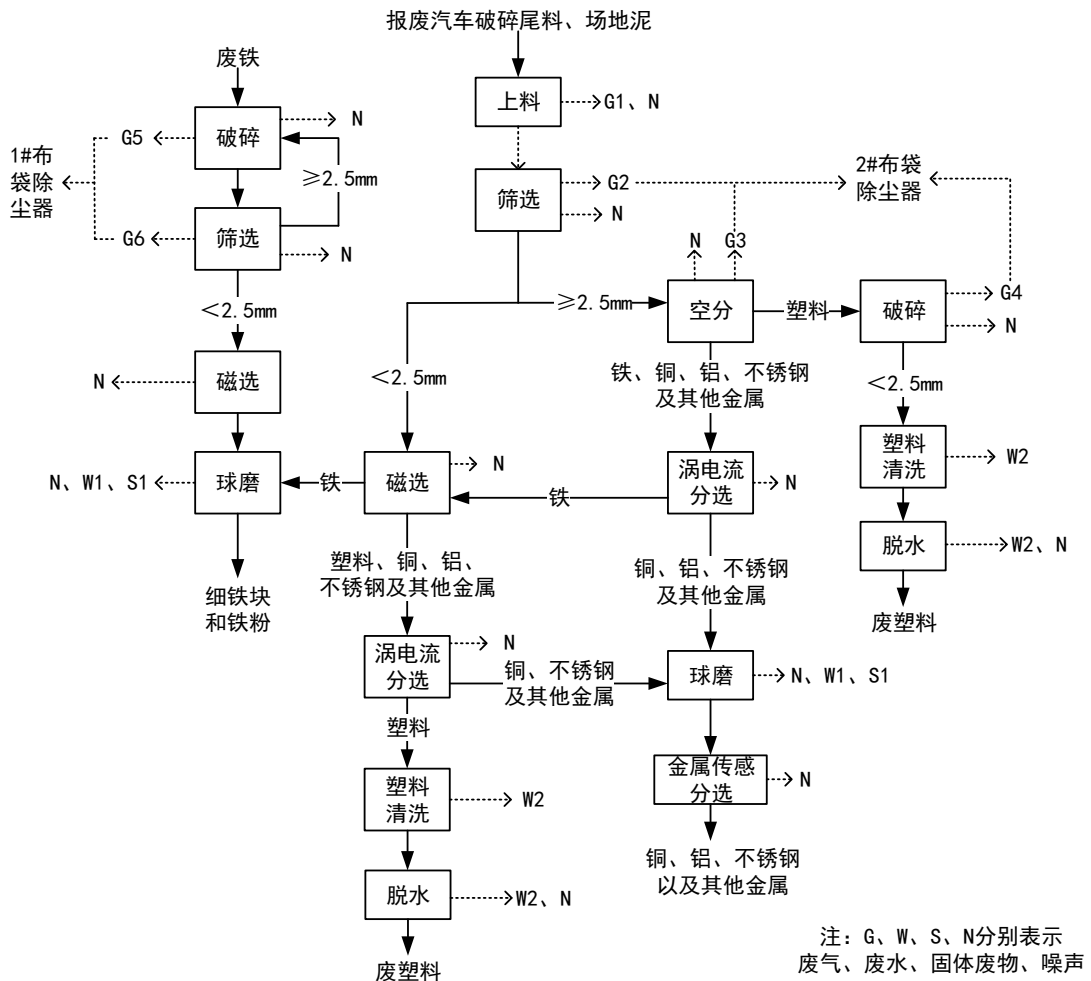 报废汽车破碎尾料、场地泥
废铁
上料
G1、N
破碎
N
G5
1#布
袋除
尘器
≥2.5mm
筛选
G6
N
筛选
G2
N
2#布袋
除尘器
N
G3
<2.5mm
≥2.5mm
空分
塑料
破碎
G4
N
磁选
N
<2.5mm
铁、铜、铝、不锈钢
及其他金属
<2.5mm
塑料
清洗
W2
N、W1、S1
球磨
铁
磁选
N
铁
涡电流
分选
N
脱水
W2、N
塑料、铜、铝、
不锈钢及其他金属
铜、铝、不锈钢
及其他金属
细铁块
和铁粉
废塑料
涡电流
分选
N
铜、不锈钢
及其他金属
球磨
N、W1、S1
塑料
金属传感
分选
N
塑料
清洗
W2
铜、铝、不锈钢
以及其他金属
脱水
W2、N
废塑料
注：G、W、S、N分别表示
废气、废水、固体废物、噪声